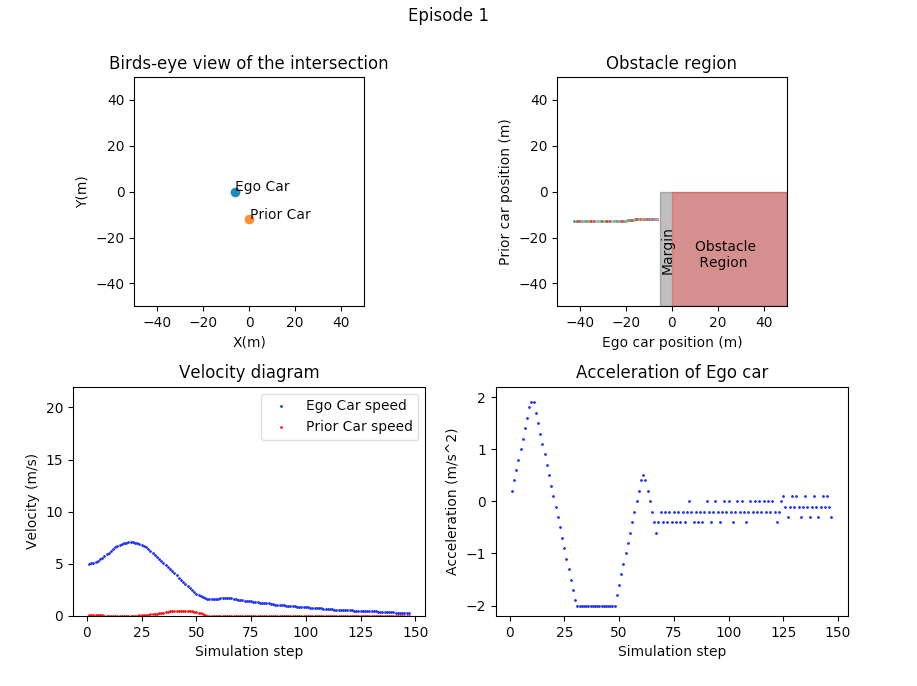 Episode 1
Birds-eye view of the intersection
40
20
0
−20
−40
Y(m)
Ego Car
Prior Car
−40 −20 0 20 40
X(m)
Obstacle region
40
20
0
−20
−40
Prior car position (m)
Margin
Obstacle
Region
−40 −20 0 20 40
Ego car position (m)
Velocity diagram
20
15
10
5
0
Velocity (m/s)
Ego Car speed
Prior Car speed
0 25 50 75 100 125 150
Simulation step
Acceleration of Ego car
2
1
0
−1
−2
Acceleration (m/s^2)
0 25 50 75 100 125 150
Simulation step